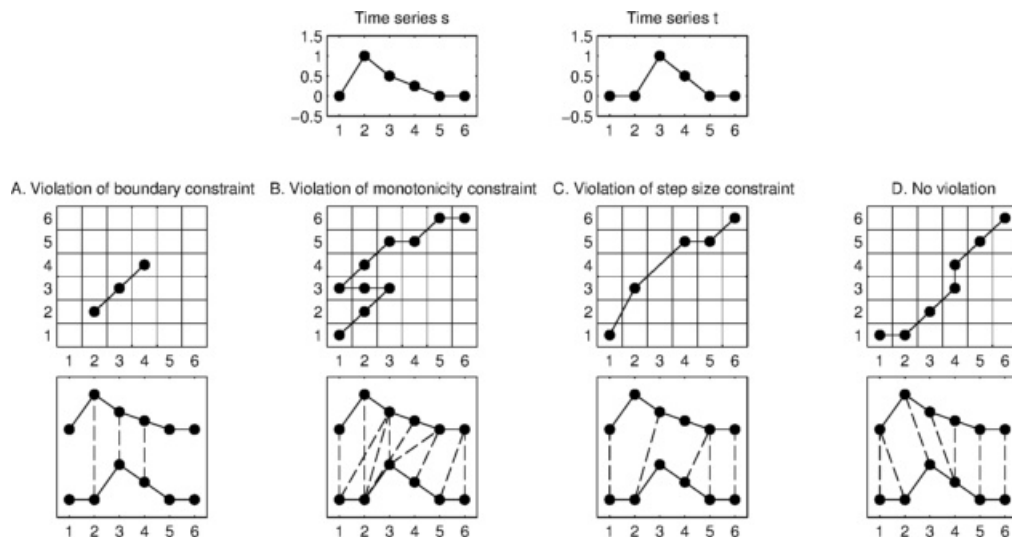 Time series s
Time series t
1.5
1
0.5
0
−0.5
1 2 3 4 5 6
1.5
1
0.5
0
−0.5
1 2 3 4 5 6
A. Violation of boundary constraint
6
5
4
3
2
1
1 2 3 4 5 6
1 2 3 4 5 6
B. Violation of monotonicity constraint
6
5
4
3
2
1
1 2 3 4 5 6
1 2 3 4 5 6
C. Violation of step size constraint
6
5
4
3
2
1
1 2 3 4 5 6
1 2 3 4 5 6
D. No violation
6
5
4
3
2
1
1 2 3 4 5 6
1 2 3 4 5 6